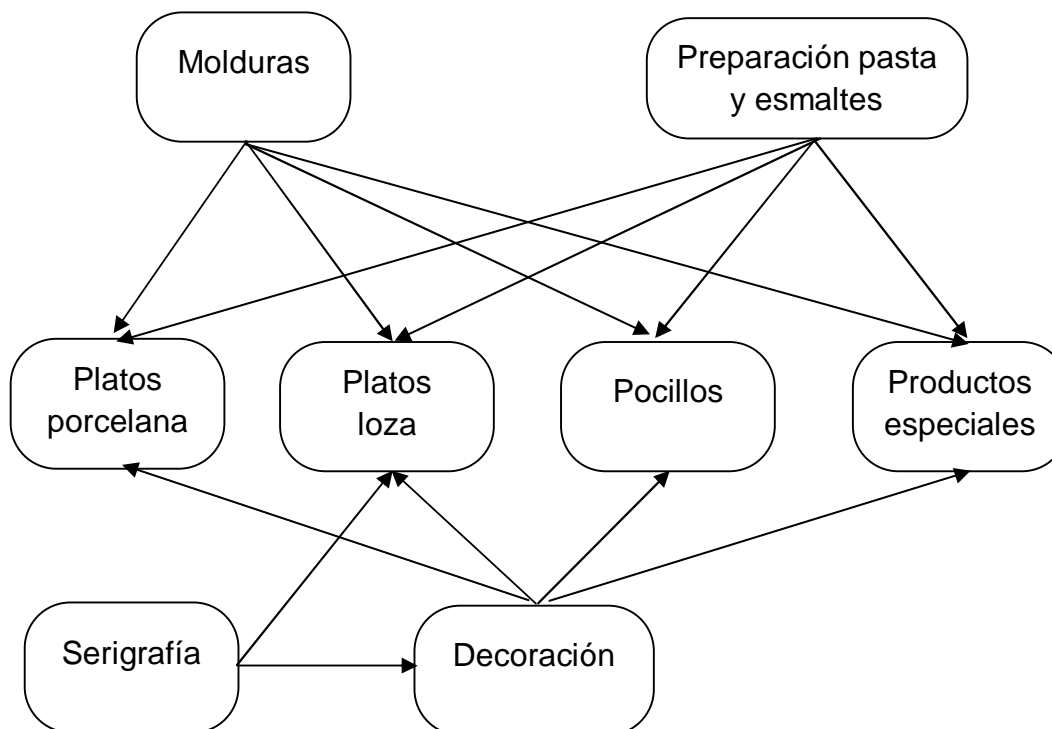 Molduras
Preparación pasta
y esmaltes
Platos
porcelana
Platos
loza
Pocillos
Productos
especiales
Serigrafía
Decoración